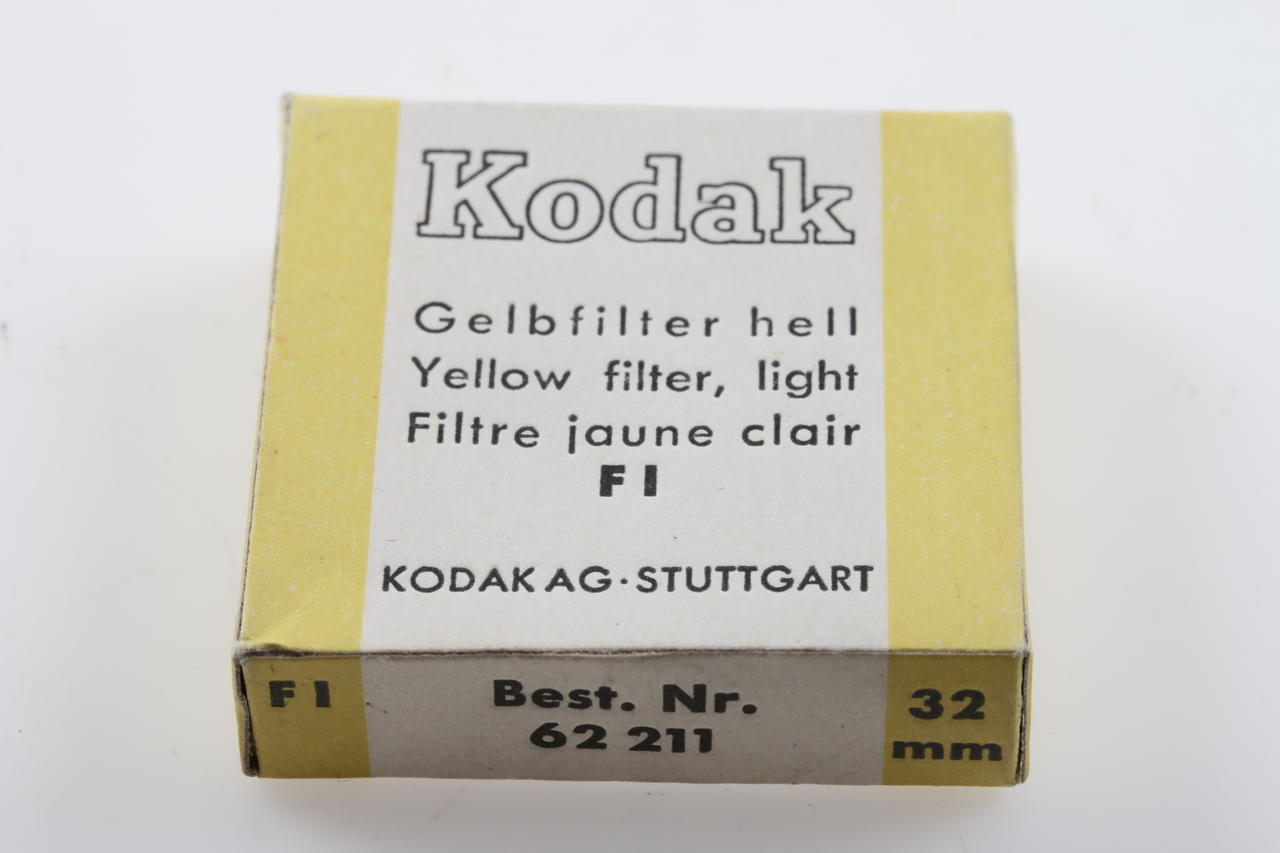 Kodak
Gelbfilter hell
Yellow filter, light
Filtre jaune clair
F I
KODAK AG·STUTTGART
F I
Best. Nr.
62 211
32
mm